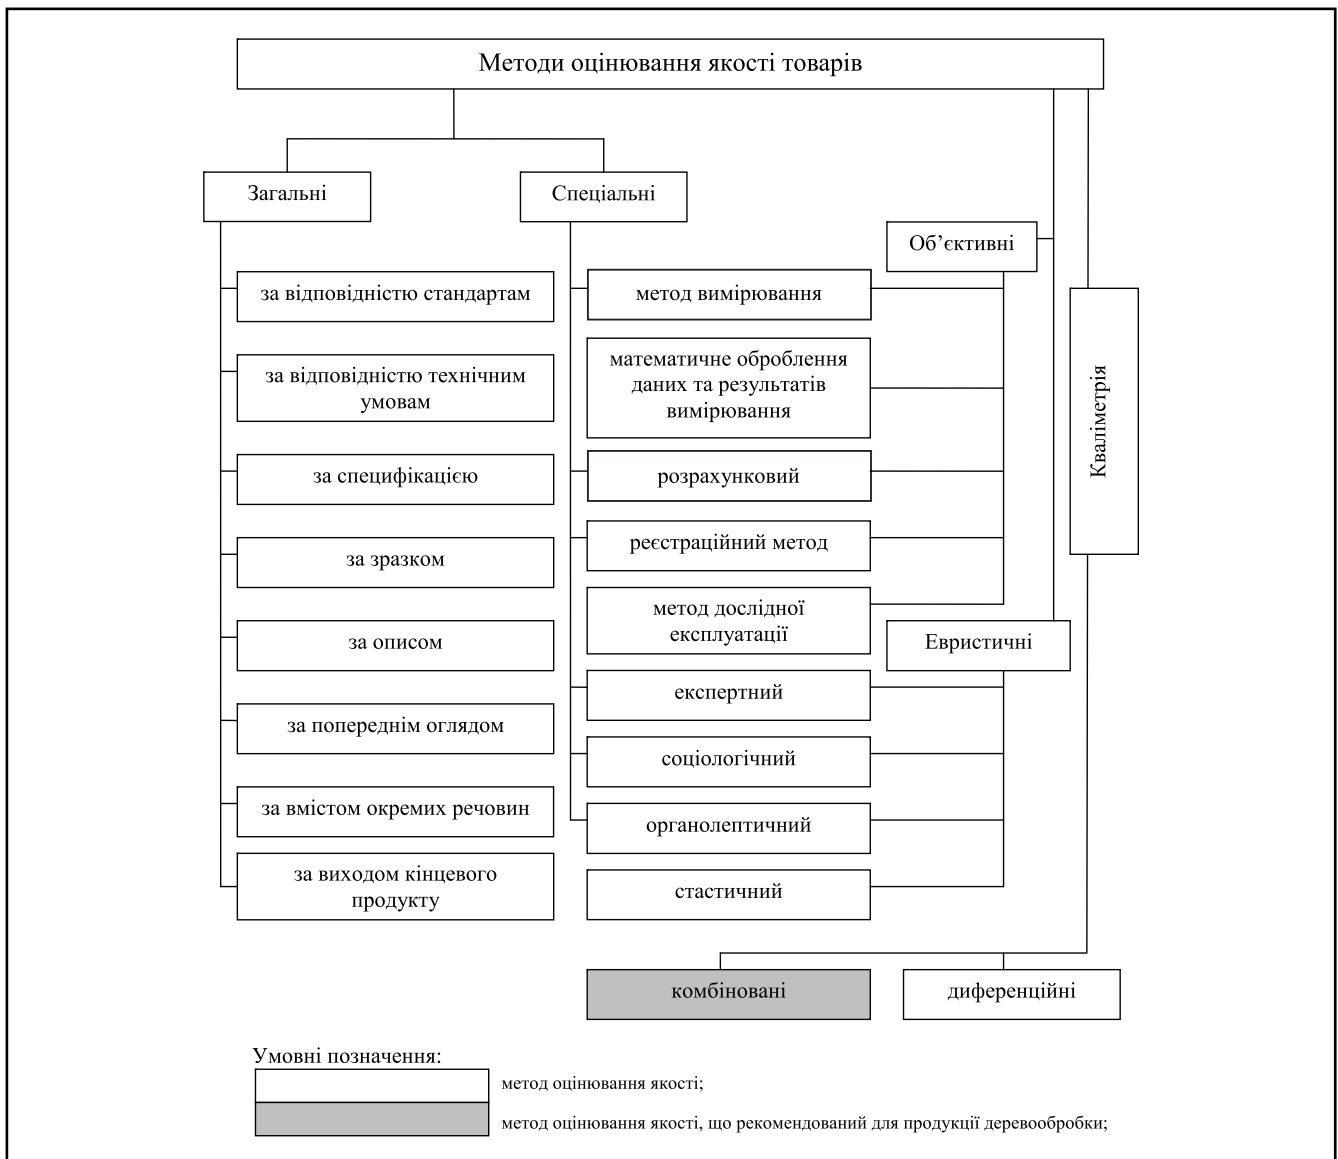 Методи оцінювання якості товарів
Загальні
Спеціальні
Об’єктивні
за відповідністю стандартам
метод вимірювання
за відповідністю технічним
умовам
математичне оброблення
даних та результатів
вимірювання
Кваліметрія
за специфікацією
розрахунковий
за зразком
реєстраційний метод
за описом
метод дослідної
експлуатації
Евристичні
за попереднім оглядом
експертний
соціологічний
за вмістом окремих речовин
органолептичний
за виходом кінцевого
продукту
стастичний
комбіновані
диференційні
Умовні позначення:
метод оцінювання якості;
метод оцінювання якості, що рекомендований для продукції деревообробки;